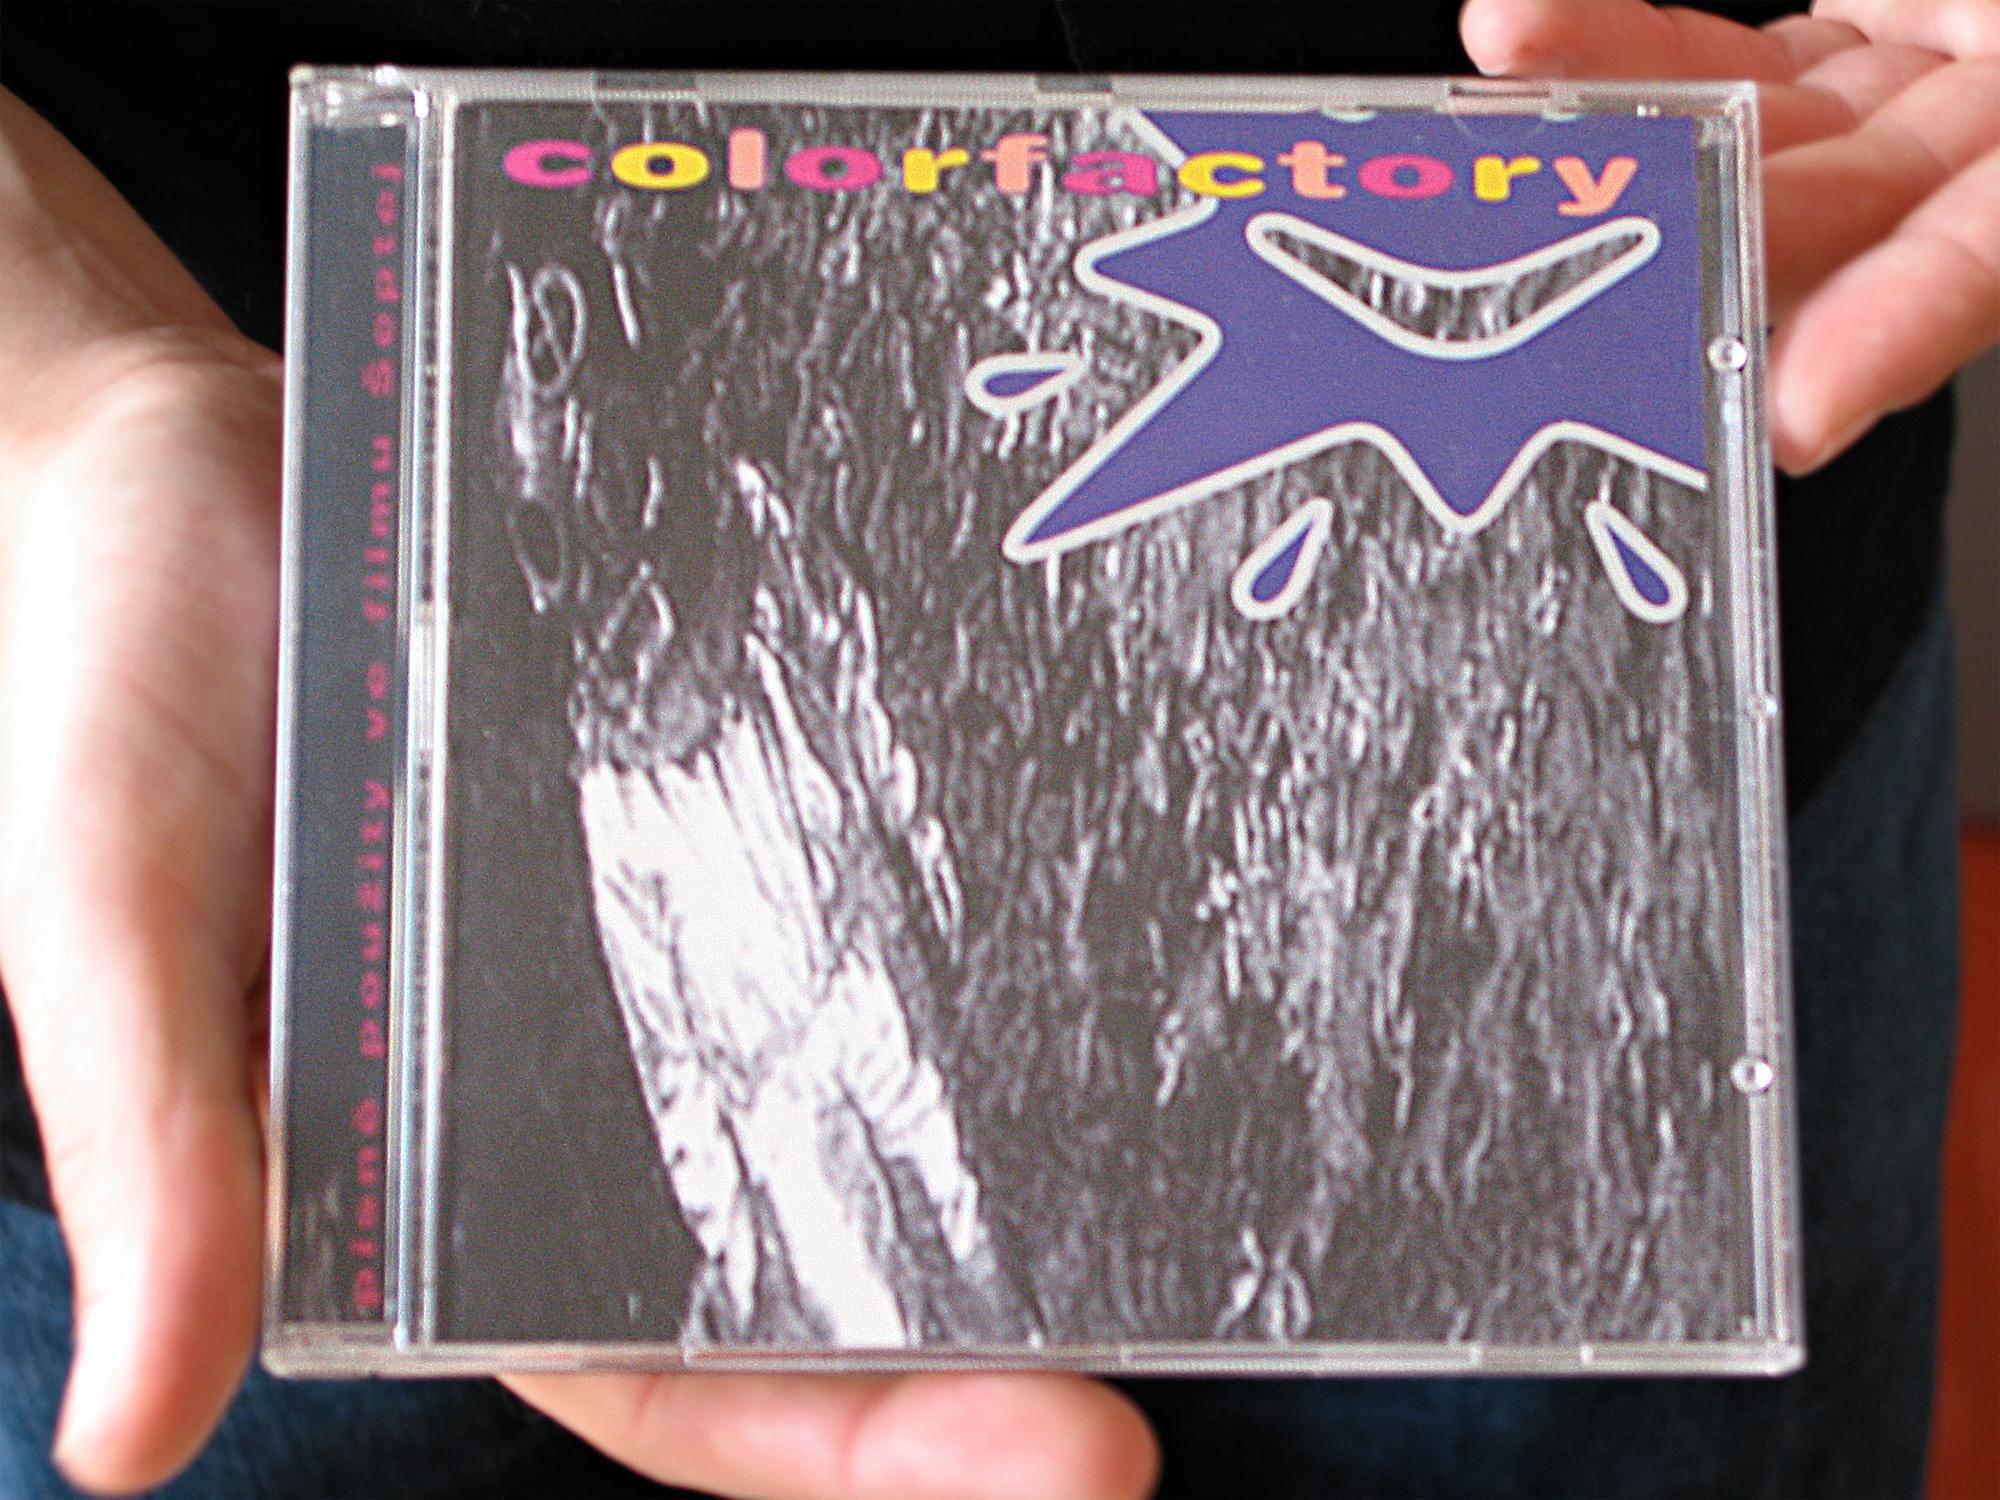 colorfactory
písně použity ve filmu Šeptej